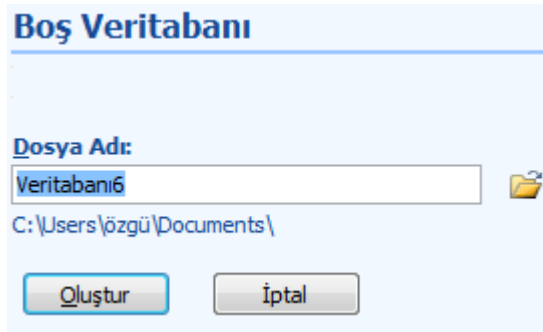 Boş Veritabanı
Dosya Adı:
Veritabanı6
C:\Users\özgü\Documents\
Oluştur İptal